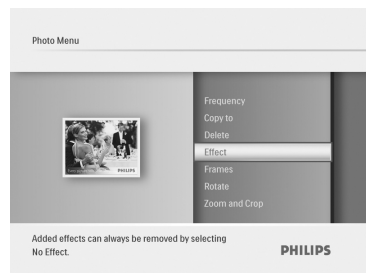 Photo Menu
Frequency
Copy to
Delete
Effect
Frames
Rotate
Zoom and Crop
PHILIPS
Added effects can always be removed by selecting
No Effect.
PHILIPS